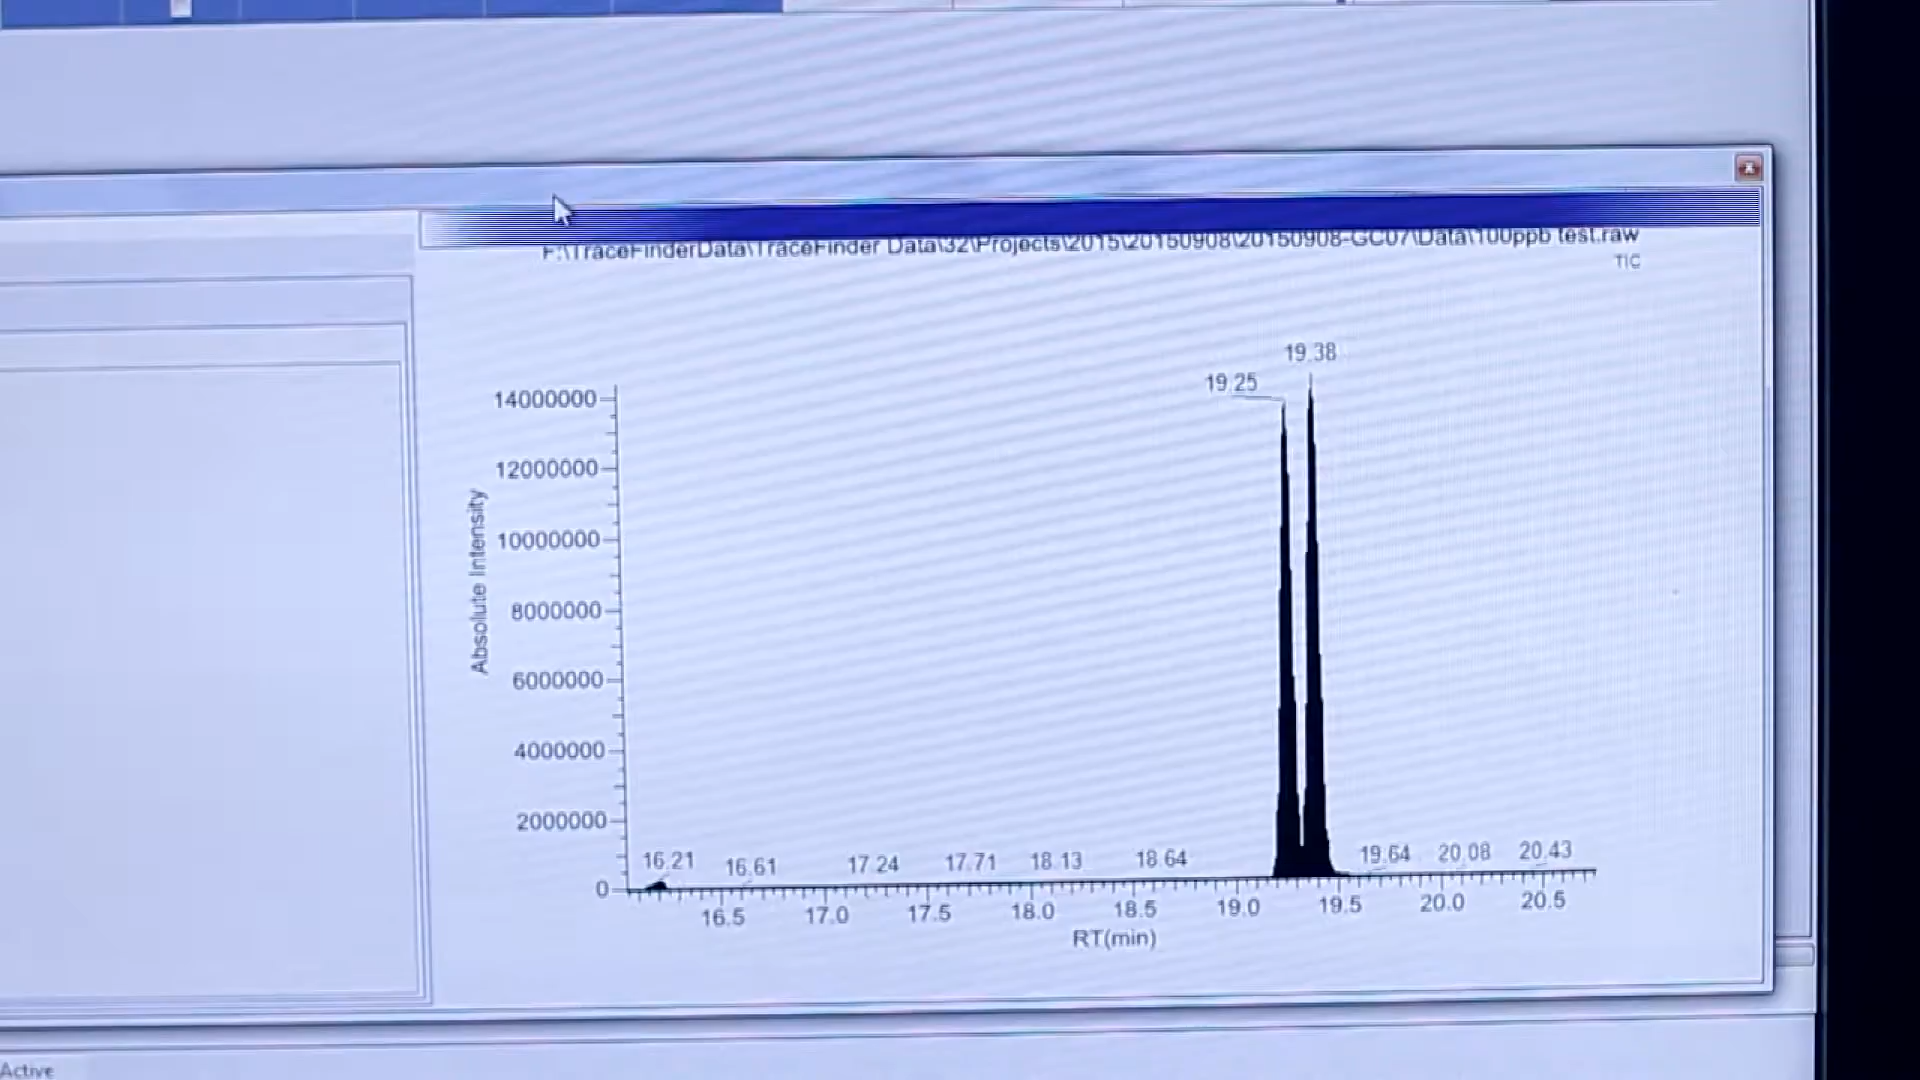 F:\TraceFinderData\TraceFinder Data\32\Projects\2015\20150908\20150908-GC07\Data\100ppb test.raw
TIC
19.38
19.25
14000000
12000000
10000000
8000000
6000000
4000000
2000000
0
Absolute Intensity
16.21 16.61 17.24 17.71 18.13 18.64 19.64 20.08 20.43
16.5 17.0 17.5 18.0 18.5 19.0 19.5 20.0 20.5
RT(min)
Active